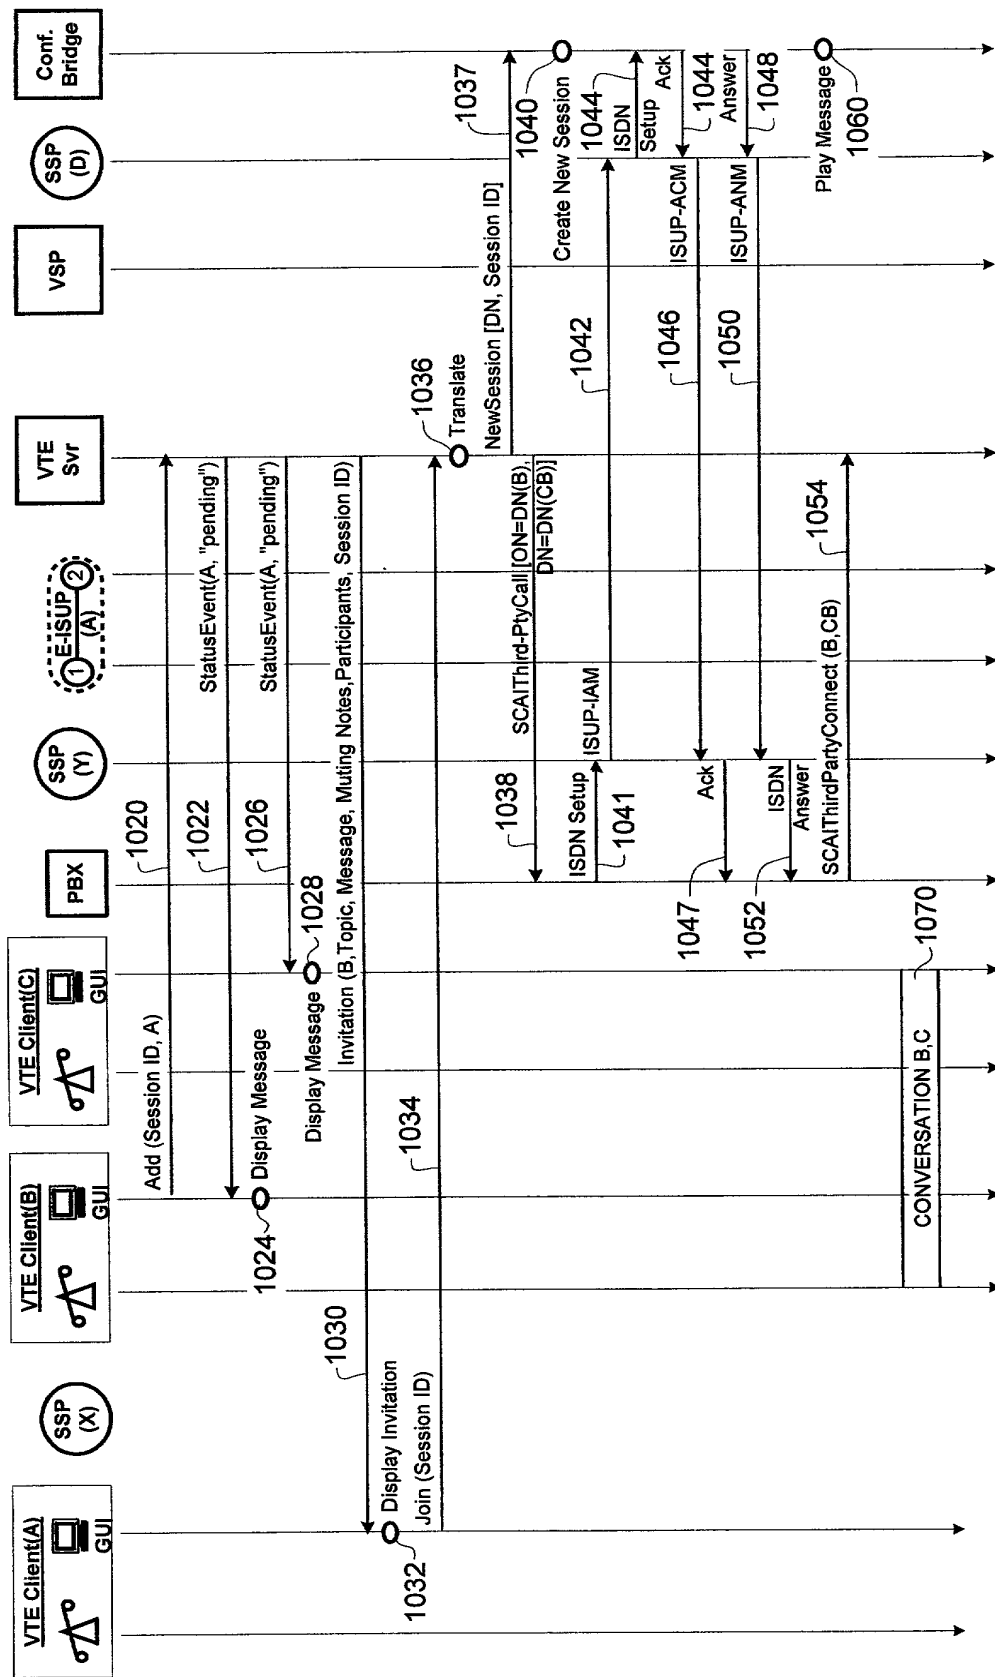 VTE Client(A)
GUI
SSP
(X)
VTE Client(B)
GUI
VTE Client(C)
GUI
PBX
SSP
(Y)
1
E-ISUP
(A)
2
VTE
Svr
VSP
SSP
(D)
Conf.
Bridge
Add (Session ID, A)
1020
StatusEvent(A, "pending")
1022
1024
Display Message
StatusEvent(A, "pending")
1026
Display Message
1028
Invitation (B,Topic, Message, Muting Notes,Participants, Session ID)
1030
Display Invitation
1032
Join (Session ID)
1034
1036
Translate
NewSession [DN, Session ID]
1037
SCAIThird-PtyCall [ON=DN(B),
DN=DN(CB)]
1038
1040
Create New Session
ISDN Setup
1041
ISUP-IAM
1042
1044
ISDN
Setup
Ack
1044
ISUP-ACM
1046
Ack
1047
Answer
1048
ISUP-ANM
1050
ISDN
Answer
1052
SCAIThirdPartyConnect (B,CB)
1054
Play Message
1060
CONVERSATION B,C
1070